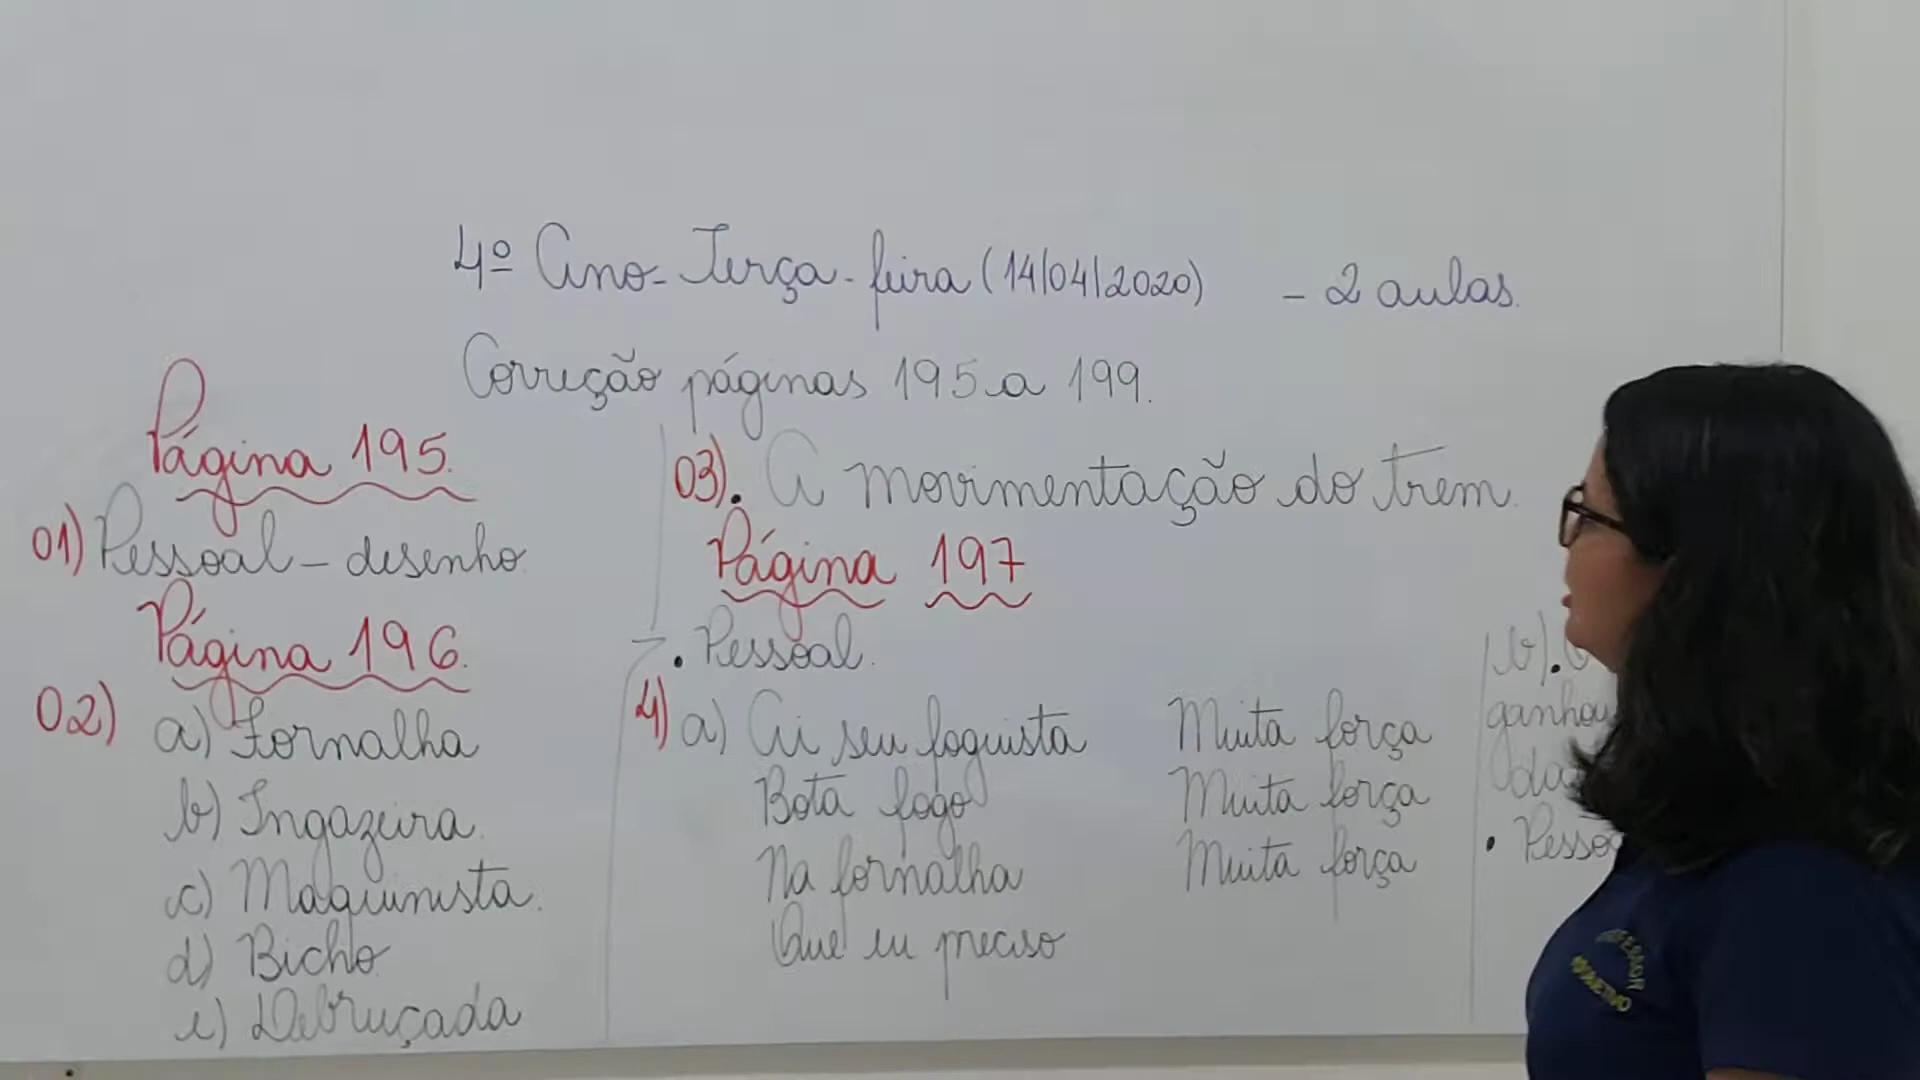 4º Ano - Terça-feira (14/04/2020) - 2 aulas.
Correção páginas 195 a 199.
Página 195.
01) Pessoal - desenho.
Página 196.
02) a) Fornalha
b) Ingazeira.
c) Maquinista.
d) Bicho
e) Debruçada
03). A movimentação do trem.
Página 197
. Pessoal.
4) a) Ai seu foguista
Bota fogo
Na fornalha
Que eu preciso
Muita força
Muita força
Muita força
b).
PROFESSOR